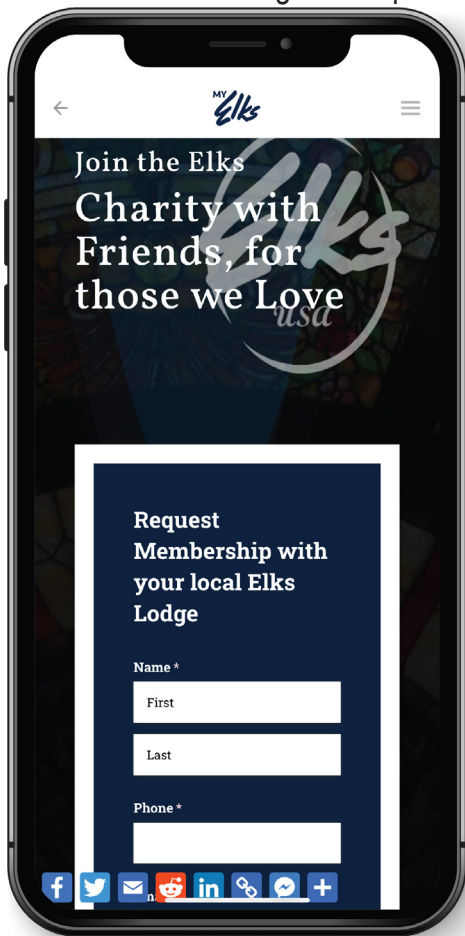 MY
Elks
Join the Elks
Elks
usa
Charity with
Friends, for
those we Love
Request
Membership with
your local Elks
Lodge
Name *
First
Last
Phone *